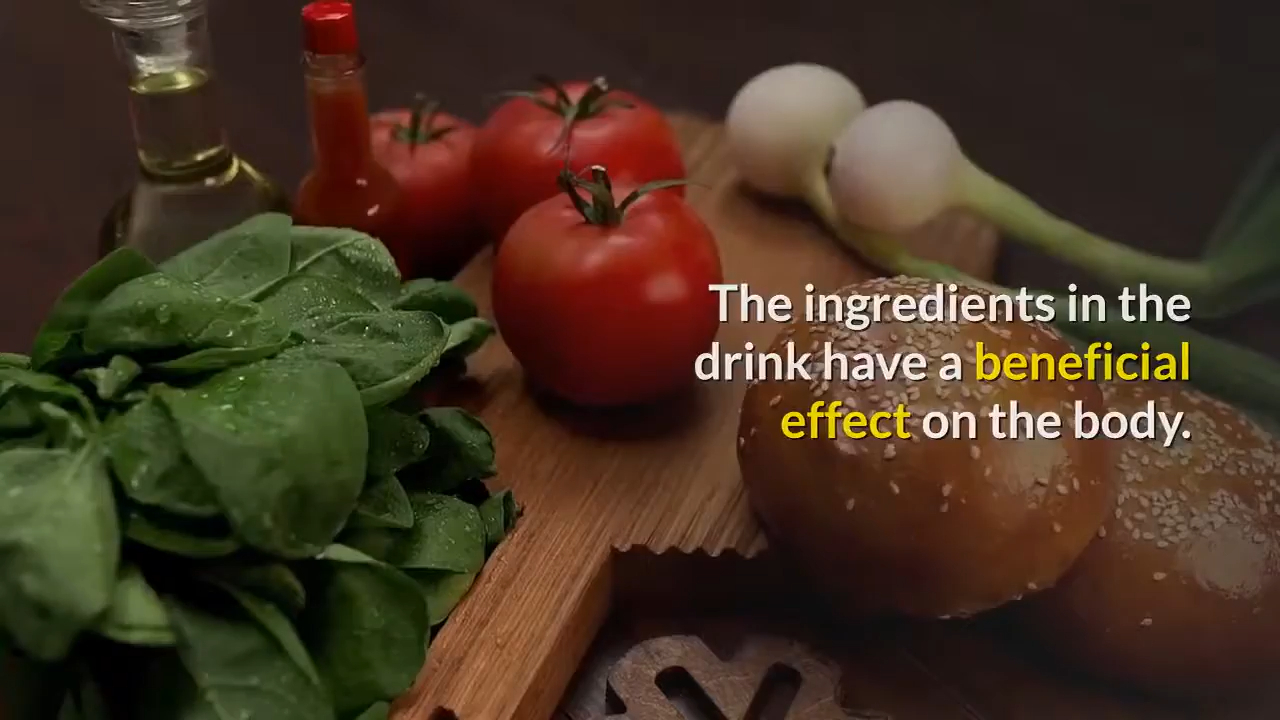 The ingredients in the
drink have a beneficial
effect on the body.